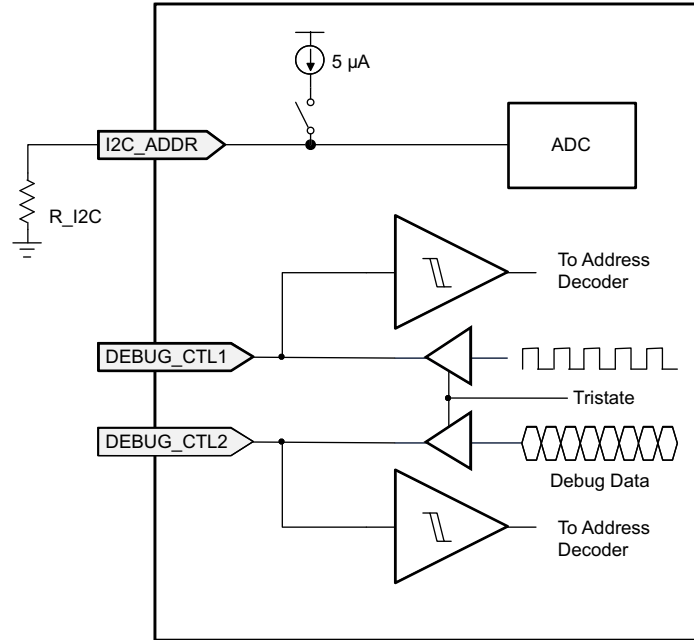 5 µA
I2C_ADDR
ADC
R_I2C
To Address
Decoder
DEBUG_CTL1
Tristate
DEBUG_CTL2
Debug Data
To Address
Decoder